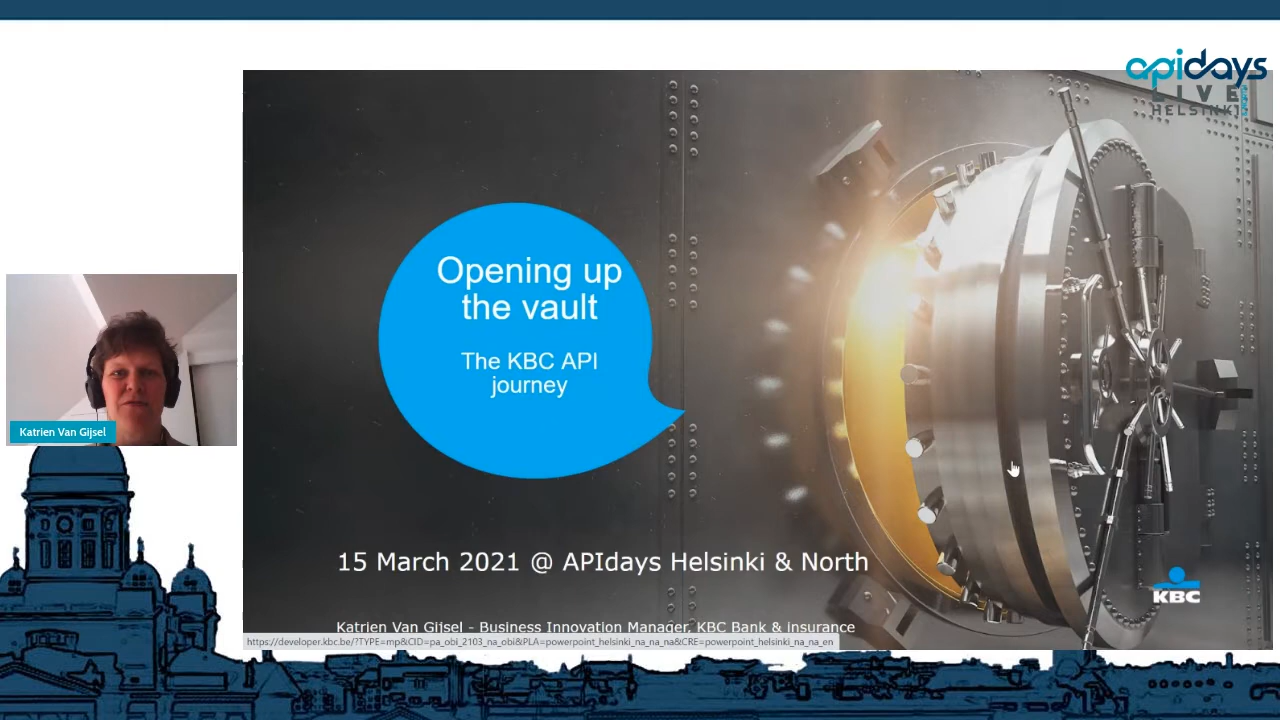 apidays
LIVE
HELSINKI
Opening up
the vault
The KBC API
journey
Katrien Van Gijsel
15 March 2021 @ APIdays Helsinki & North
KBC
Katrien Van Gijsel - Business Innovation Manager, KBC Bank & Insurance
https://developer.kbc.be/?TYPE=mp&CID=pa_obi_2103_na_obi&PLA=powerpoint_helsinki_na_na_na&CRE=powerpoint_helsinki_na_na_en